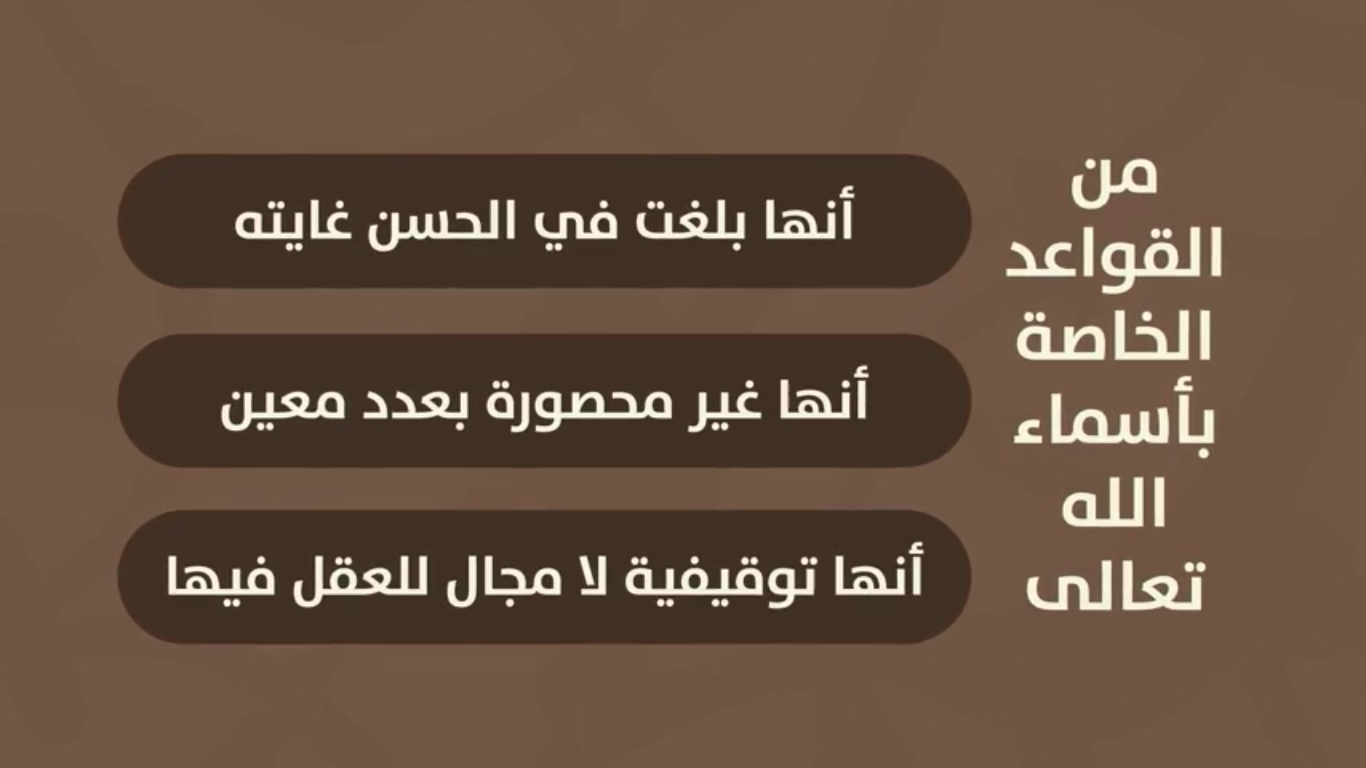 من
القواعد
الخاصة
بأسماء
الله
تعالى
أنها بلغت في الحسن غايته
أنها غير محصورة بعدد معين
أنها توقيفية لا مجال للعقل فيها